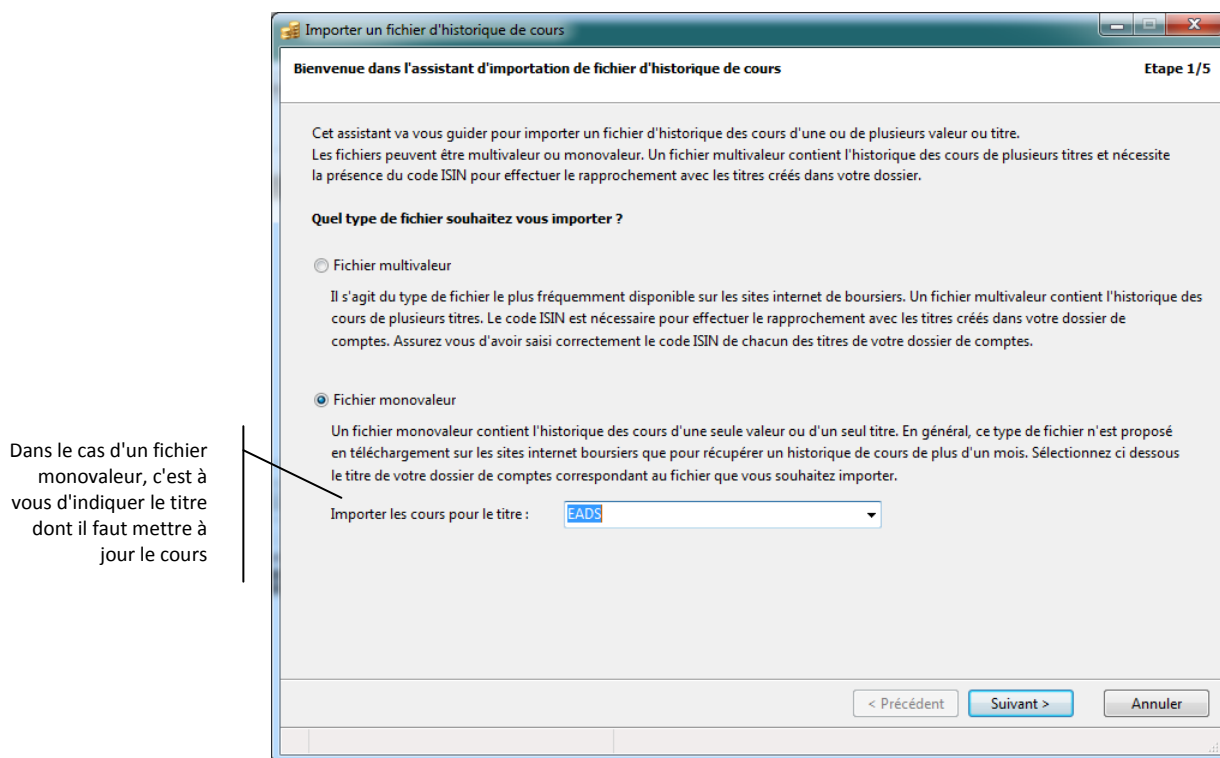 Importer un fichier d'historique de cours
Bienvenue dans l'assistant d'importation de fichier d'historique de cours
Etape 1/5
Cet assistant va vous guider pour importer un fichier d'historique des cours d'une ou de plusieurs valeur ou titre.
Les fichiers peuvent être multivaleur ou monovaleur. Un fichier multivaleur contient l'historique des cours de plusieurs titres et nécessite
la présence du code ISIN pour effectuer le rapprochement avec les titres créés dans votre dossier.
Quel type de fichier souhaitez vous importer ?
Fichier multivaleur
Il s'agit du type de fichier le plus fréquemment disponible sur les sites internet de boursiers. Un fichier multivaleur contient l'historique des
cours de plusieurs titres. Le code ISIN est nécessaire pour effectuer le rapprochement avec les titres créés dans votre dossier de
comptes. Assurez vous d'avoir saisi correctement le code ISIN de chacun des titres de votre dossier de comptes.
Fichier monovaleur
Un fichier monovaleur contient l'historique des cours d'une seule valeur ou d'un seul titre. En général, ce type de fichier n'est proposé
en téléchargement sur les sites internet boursiers que pour récupérer un historique de cours de plus d'un mois. Sélectionnez ci dessous
le titre de votre dossier de comptes correspondant au fichier que vous souhaitez importer.
Importer les cours pour le titre :
EADS
Dans le cas d'un fichier
monovaleur, c'est à
vous d'indiquer le titre
dont il faut mettre à
jour le cours
< Précédent
Suivant >
Annuler